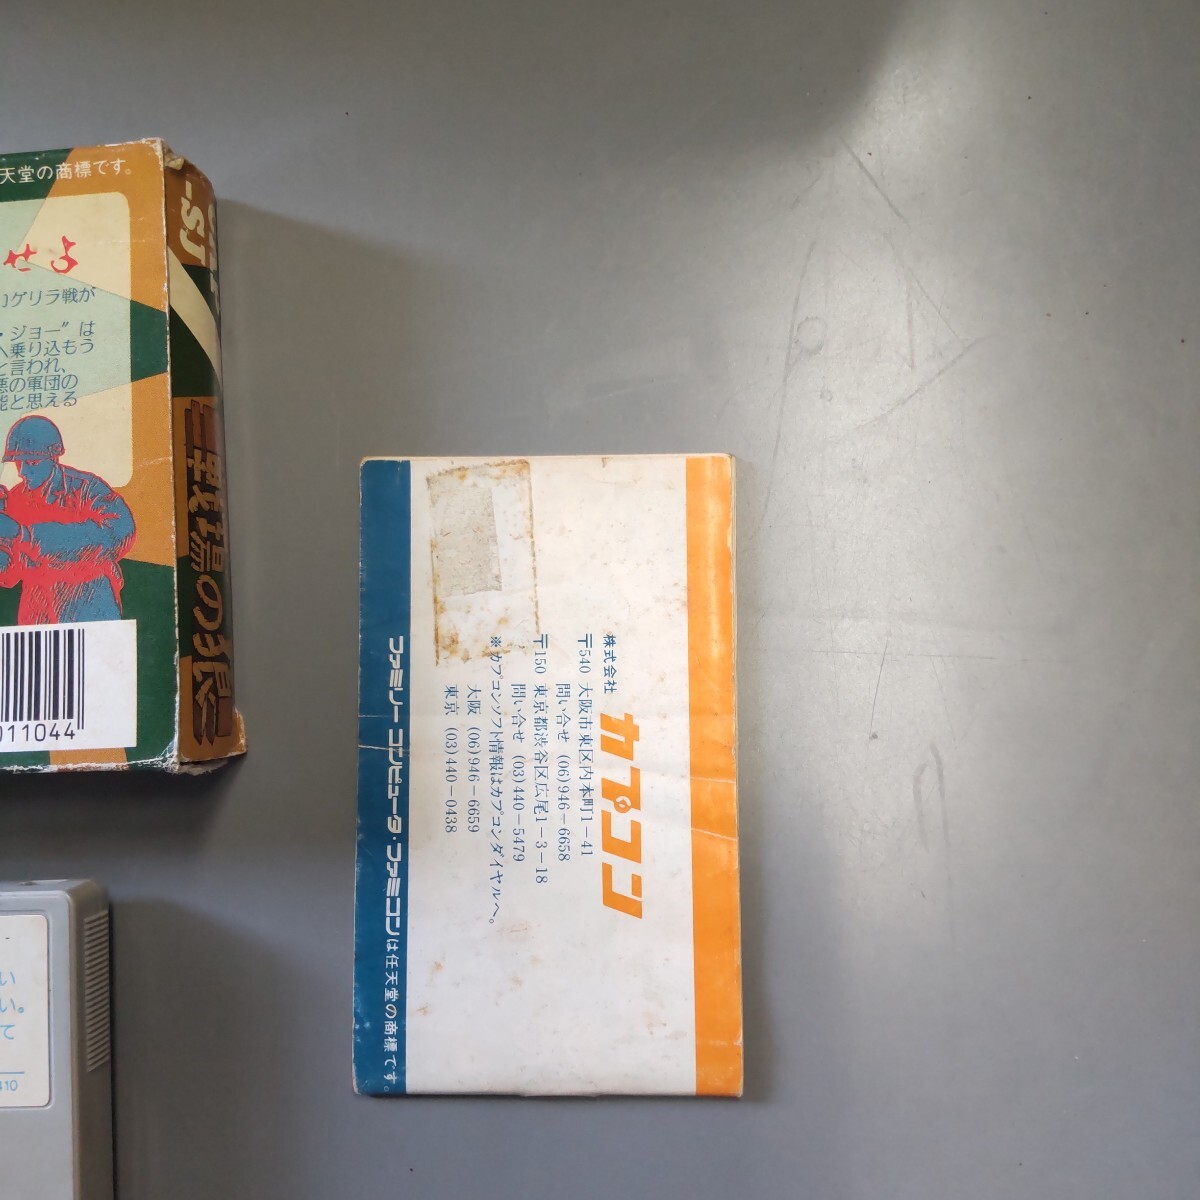 天堂の商標です。
せよ
ゲリラ戦が
・ジョー”は
へ乗り込もう
と言われ、
悪の軍団の
能と思える
011044
-SJ
戦場の狼
い
い。
て
410
株式会社
カプコン
〒540 大阪市東区内本町1-41
問い合せ (06)946-6658
〒150 東京都渋谷区広尾1-3-18
問い合せ (03)440-5479
※カプコンソフト情報はカプコンダイヤルへ。
大阪 (06)946-6659
東京 (03)440-0438
ファミリーコンピュータ・ファミコンは任天堂の商標です。